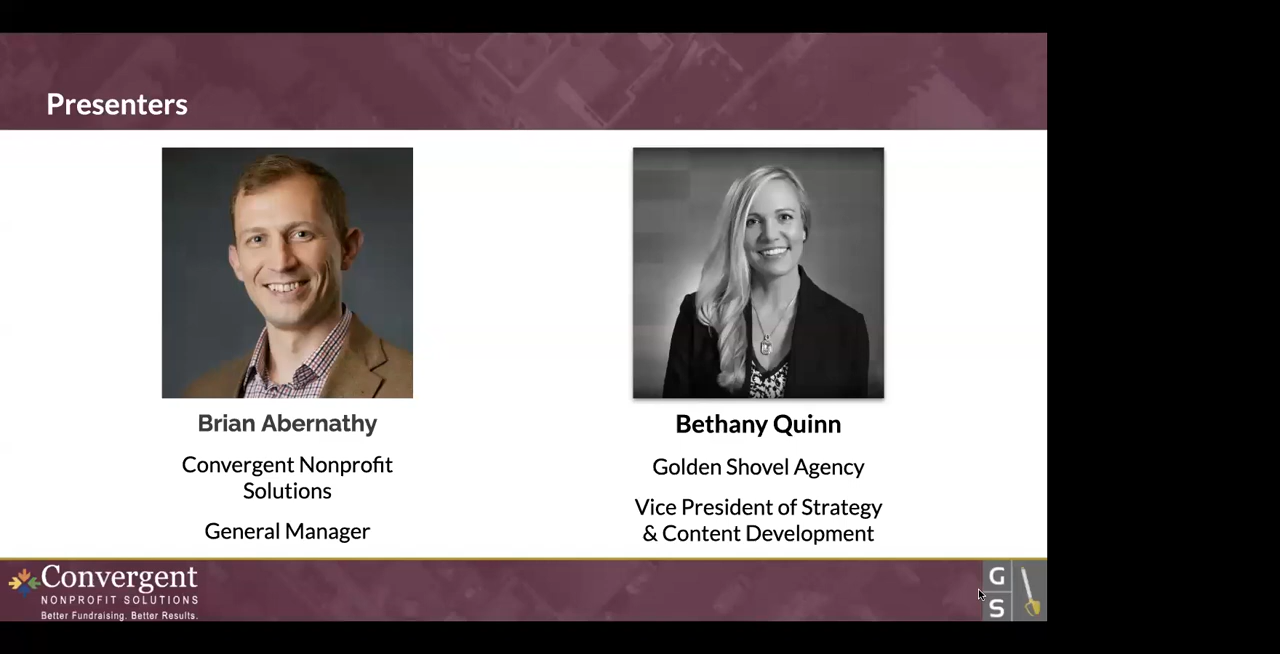 Presenters
Brian Abernathy
Convergent Nonprofit
Solutions
General Manager
Bethany Quinn
Golden Shovel Agency
Vice President of Strategy
& Content Development
Convergent
NONPROFIT SOLUTIONS
Better Fundraising. Better Results.
G
S